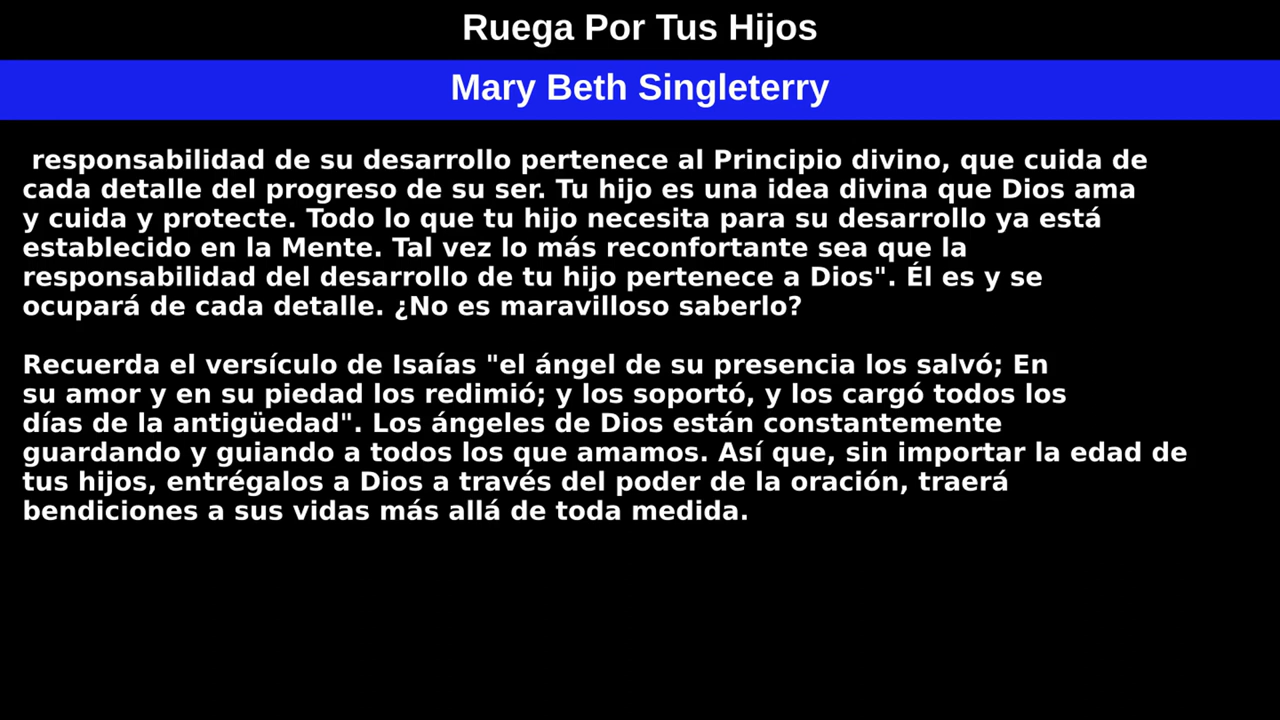 Ruega Por Tus Hijos
Mary Beth Singleterry
responsabilidad de su desarrollo pertenece al Principio divino, que cuida de
cada detalle del progreso de su ser. Tu hijo es una idea divina que Dios ama
y cuida y protecte. Todo lo que tu hijo necesita para su desarrollo ya está
establecido en la Mente. Tal vez lo más reconfortante sea que la
responsabilidad del desarrollo de tu hijo pertenece a Dios". Él es y se
ocupará de cada detalle. ¿No es maravilloso saberlo?
Recuerda el versículo de Isaías "el ángel de su presencia los salvó; En
su amor y en su piedad los redimió; y los soportó, y los cargó todos los
días de la antigüedad". Los ángeles de Dios están constantemente
guardando y guiando a todos los que amamos. Así que, sin importar la edad de
tus hijos, entrégalos a Dios a través del poder de la oración, traerá
bendiciones a sus vidas más allá de toda medida.